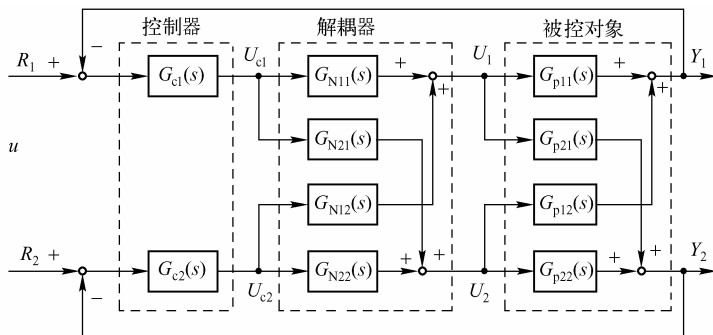 控制器 解耦器 被控对象
R1 + − Gc1(s) Uc1 GN11(s) + + U1 Gp11(s) + + Y1
GN21(s) Gp21(s)
u
GN12(s) Gp12(s)
R2 + − Gc2(s) Uc2 GN22(s) + + U2 Gp22(s) + + Y2